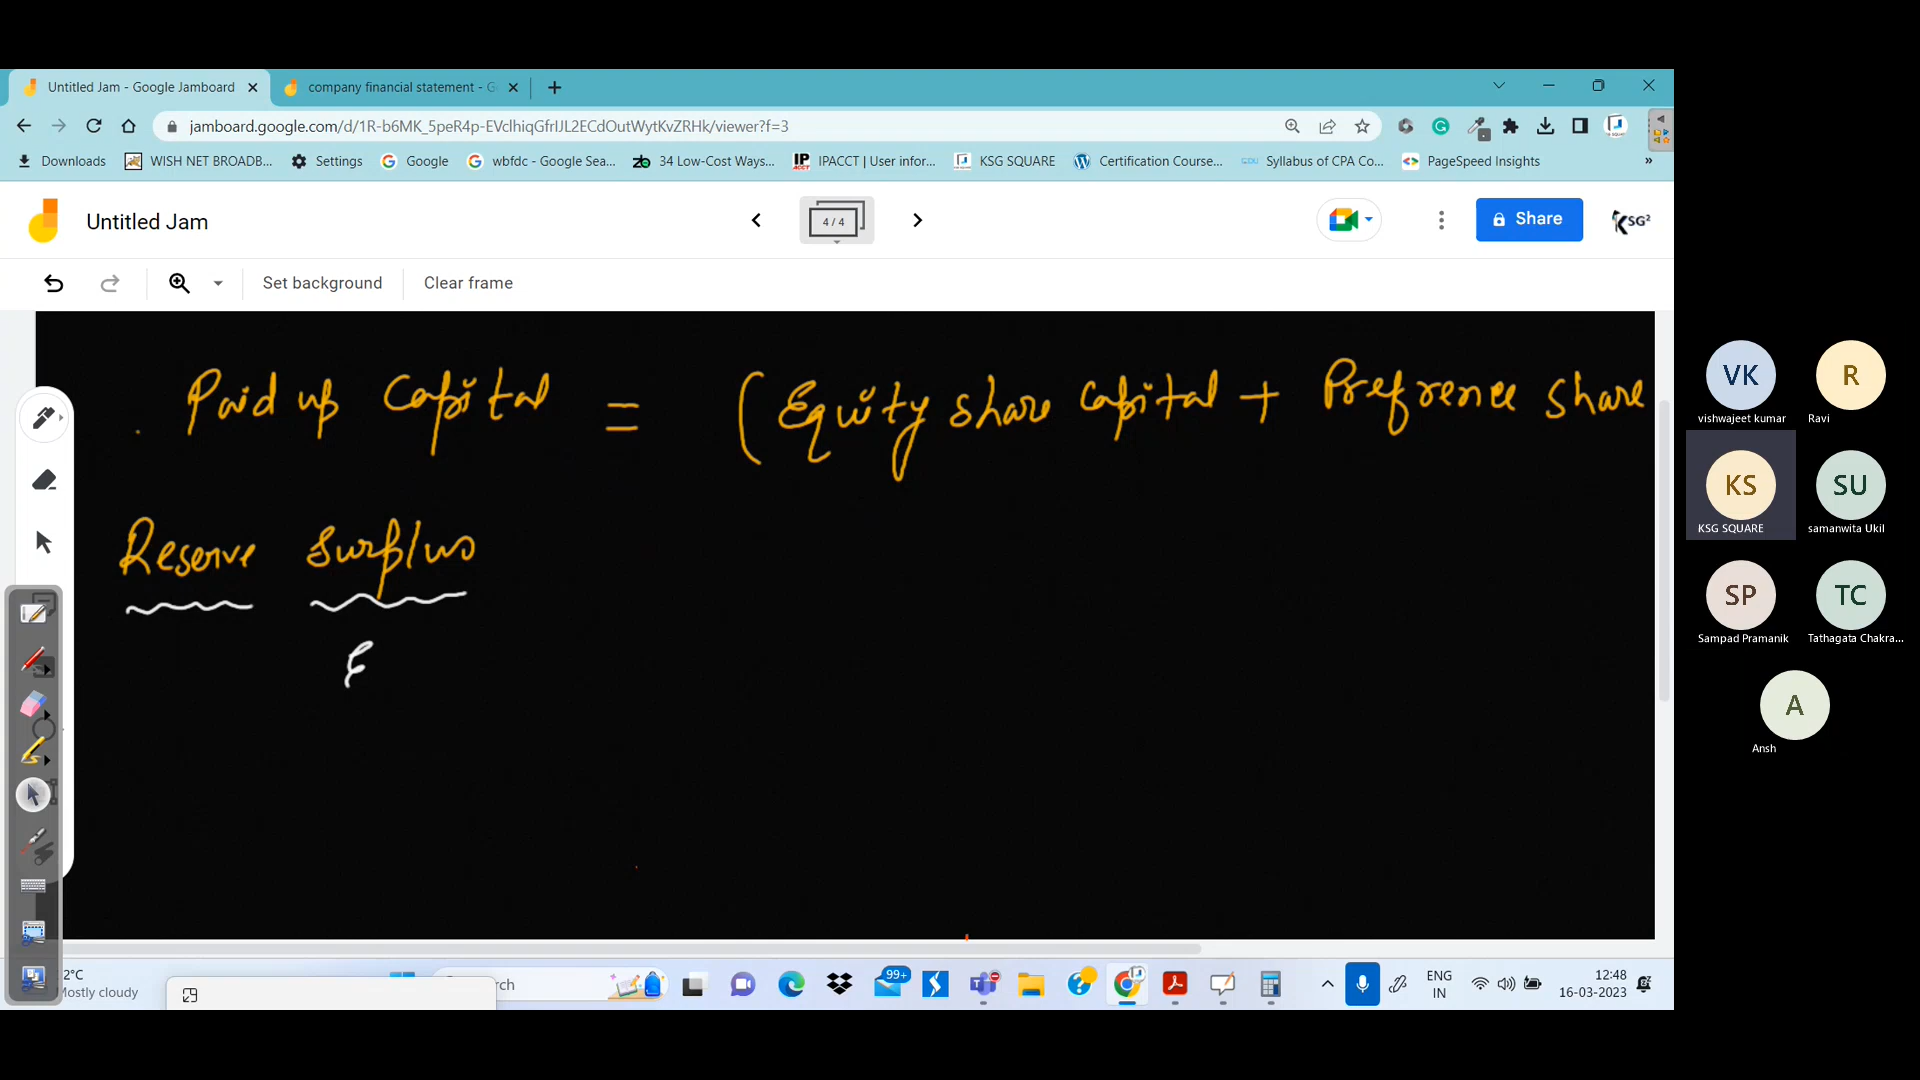 Untitled Jam - Google Jamboard
company financial statement - G
jamboard.google.com/d/1R-b6MK_5peR4p-EVclhiqGfrIJL2ECdOutWytKvZRHk/viewer?f=3
Downloads WISH NET BROADB... Settings Google wbfdc - Google Sea... 34 Low-Cost Ways... IPACCT | User infor... KSG SQUARE Certification Course... Syllabus of CPA Co... PageSpeed Insights »
Untitled Jam
4 / 4
Share
KSG²
Set background
Clear frame
Paid up Capital = (Equity share capital + Preference share
Reserve Surplus
VK
vishwajeet kumar
R
Ravi
KS
KSG SQUARE
SU
samanwita Ukil
SP
Sampad Pramanik
TC
Tathagata Chakra...
A
Ansh
2°C
Mostly cloudy
rch
99+
ENG
IN
12:48
16-03-2023